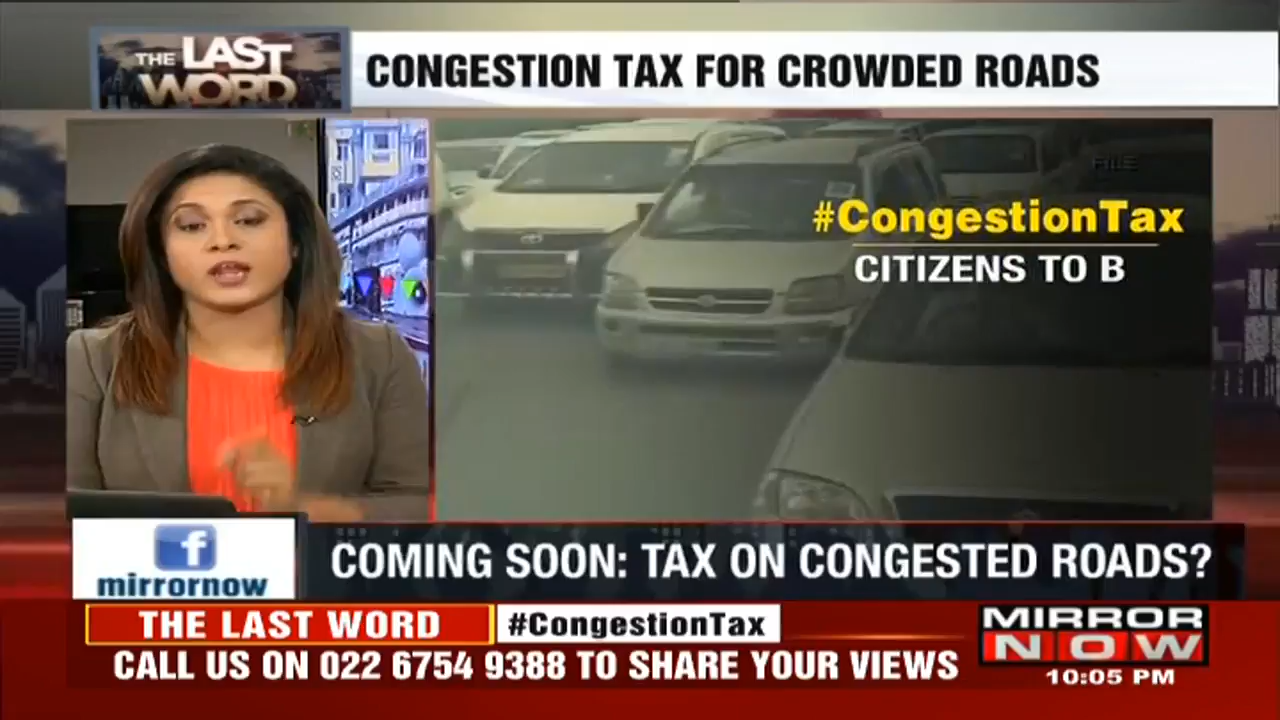 THE LAST WORD
CONGESTION TAX FOR CROWDED ROADS
FILE
#CongestionTax
CITIZENS TO B
f
mirrornow
COMING SOON: TAX ON CONGESTED ROADS?
THE LAST WORD
#CongestionTax
CALL US ON 022 6754 9388 TO SHARE YOUR VIEWS
MIRROR
NOW
10:05 PM